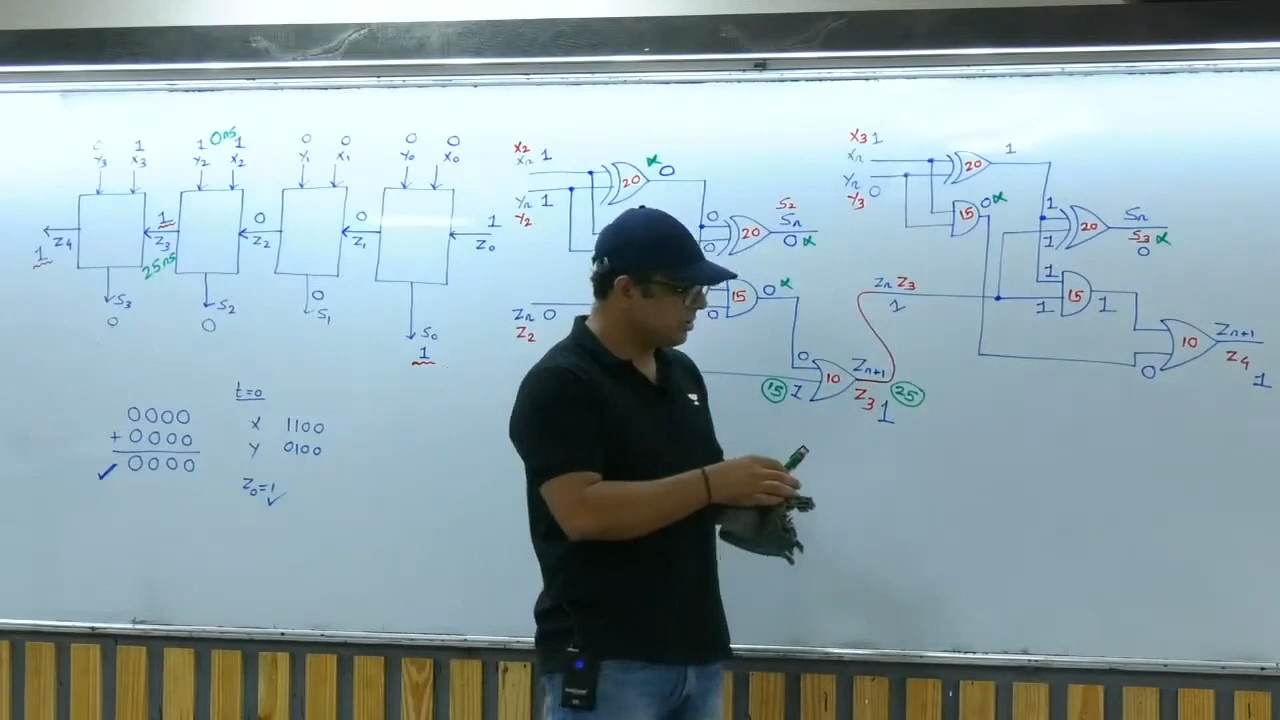 0 1 1 0ns 1 0 0 0 0
Y3 X3 Y2 X2 Y1 X1 Y0 X0
1 0 0 1
Z4 Z3 Z2 Z1 Z0
1 25ns
S3 S2 0 S0
0 0 S1 1
0000
+ 0000
0000
t=0
X 1100
Y 0100
Z0=1
X2
Xn 1
Yn 1
Y2
20 0
0 S2
20 Sn
0 0
Zn 0
Z2
15 0
0
0
15 1
10 Zn+1
Z3 25
1
X3 1
Xn
Yn 0
Y3
20 1
15 0
1
1 20 Sn
S3
0
Zn Z3
1
1
1 15 1
10 Zn+1
0 Z4
1